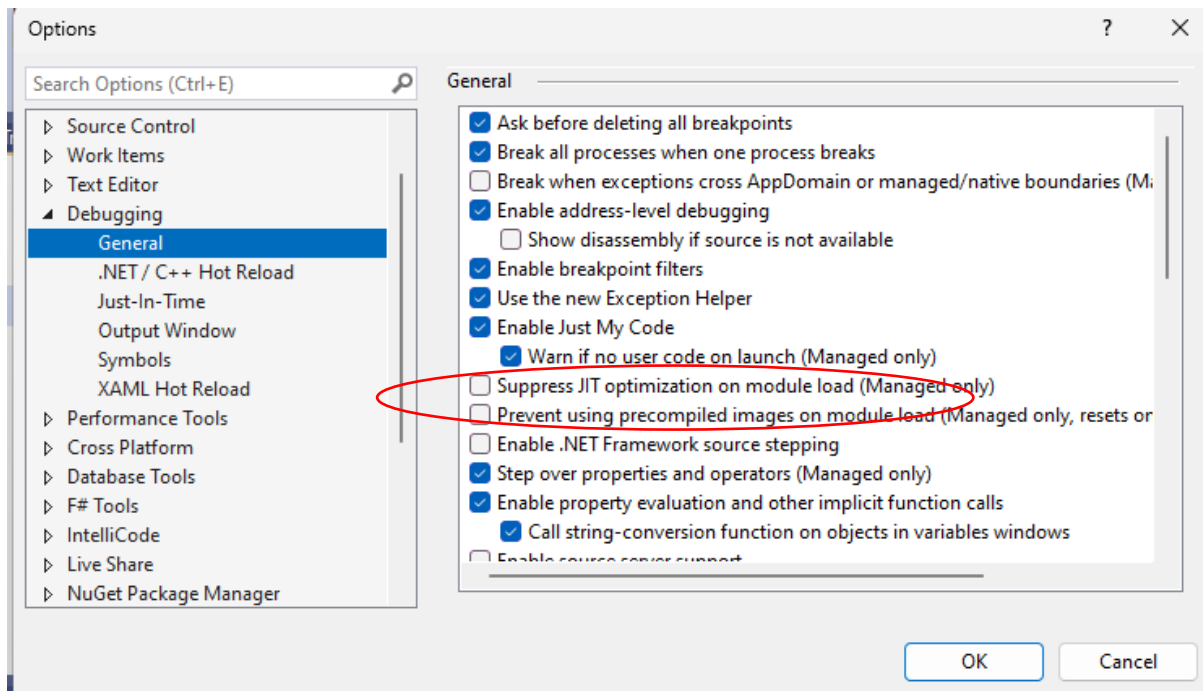 Options
?
Search Options (Ctrl+E)
Source Control
Work Items
Text Editor
Debugging
General
.NET / C++ Hot Reload
Just-In-Time
Output Window
Symbols
XAML Hot Reload
Performance Tools
Cross Platform
Database Tools
F# Tools
IntelliCode
Live Share
NuGet Package Manager
General
Ask before deleting all breakpoints
Break all processes when one process breaks
Break when exceptions cross AppDomain or managed/native boundaries (Ma
Enable address-level debugging
Show disassembly if source is not available
Enable breakpoint filters
Use the new Exception Helper
Enable Just My Code
Warn if no user code on launch (Managed only)
Suppress JIT optimization on module load (Managed only)
Prevent using precompiled images on module load (Managed only, resets or
Enable .NET Framework source stepping
Step over properties and operators (Managed only)
Enable property evaluation and other implicit function calls
Call string-conversion function on objects in variables windows
Enable source server support
OK
Cancel